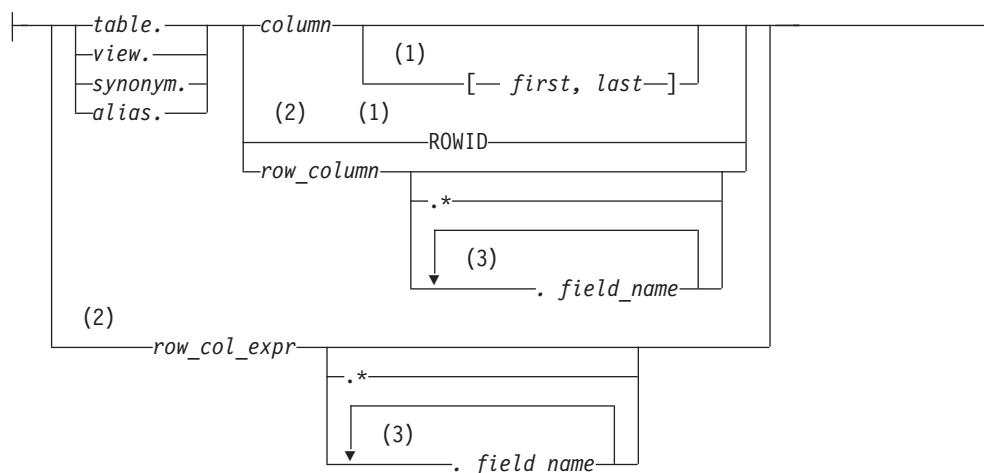 table. column
view. (1)
synonym. [ first, last ]
alias. (2) (1)
ROWID
row_column
.*
(3)
. field_name
(2)
row_col_expr
.*
(3)
. field_name